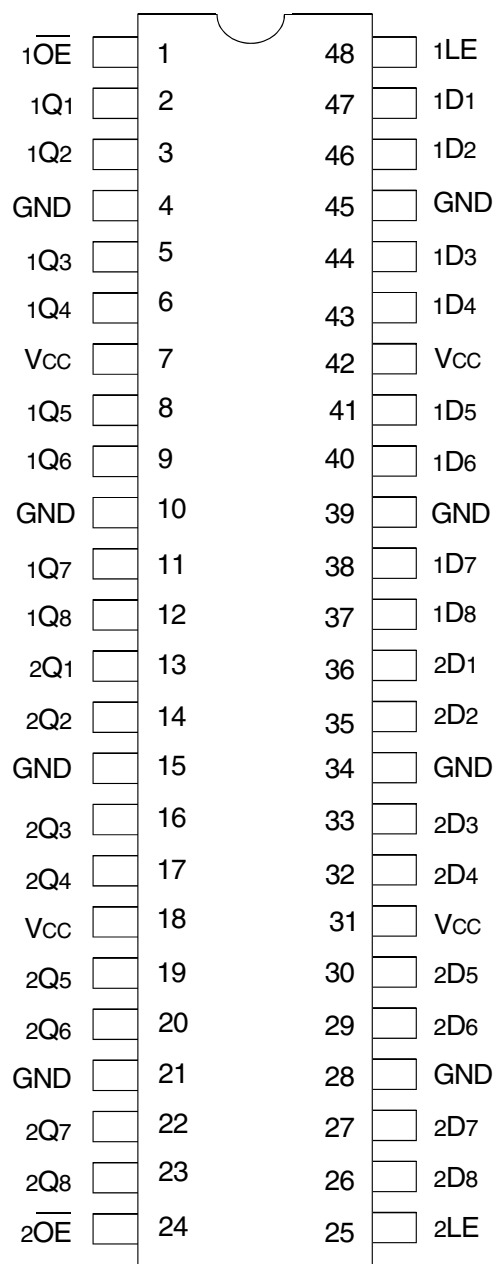 1O̅E̅ 1 48 1LE
1Q1 2 47 1D1
1Q2 3 46 1D2
GND 4 45 GND
1Q3 5 44 1D3
1Q4 6 43 1D4
VCC 7 42 VCC
1Q5 8 41 1D5
1Q6 9 40 1D6
GND 10 39 GND
1Q7 11 38 1D7
1Q8 12 37 1D8
2Q1 13 36 2D1
2Q2 14 35 2D2
GND 15 34 GND
2Q3 16 33 2D3
2Q4 17 32 2D4
VCC 18 31 VCC
2Q5 19 30 2D5
2Q6 20 29 2D6
GND 21 28 GND
2Q7 22 27 2D7
2Q8 23 26 2D8
2O̅E̅ 24 25 2LE